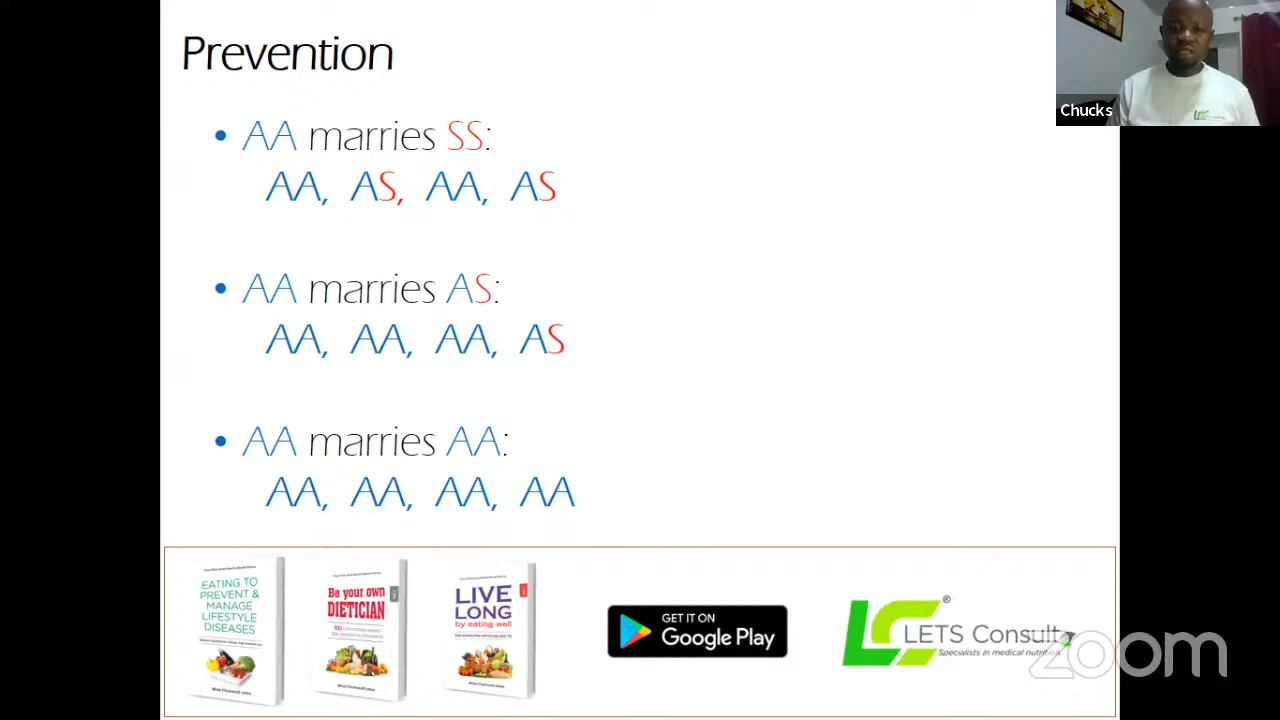 Prevention
Chucks
• AA marries SS:
AA, AS, AA, AS
• AA marries AS:
AA, AA, AA, AS
• AA marries AA:
AA, AA, AA, AA
EATING TO
PREVENT &
MANAGE
LIFESTYLE
DISEASES
Be your own
DIETICIAN
LIVE
LONG
by eating well
GET IT ON
Google Play
LETS Consult
Specialists in medical nutrition
®
zoom